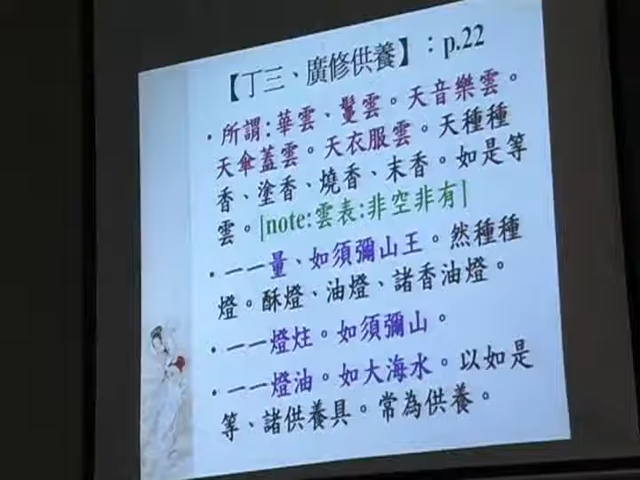 【丁三、廣修供養】：p.22
•所謂:華雲、鬘雲。天音樂雲。
天傘蓋雲。天衣服雲。天種種
香、塗香、燒香、末香。如是等
雲。|note:雲表:非空非有|
•一一量、如須彌山王。然種種
燈。酥燈、油燈、諸香油燈。
•一一燈炷。如須彌山。
•一一燈油。如大海水。以如是
等、諸供養具。常為供養。